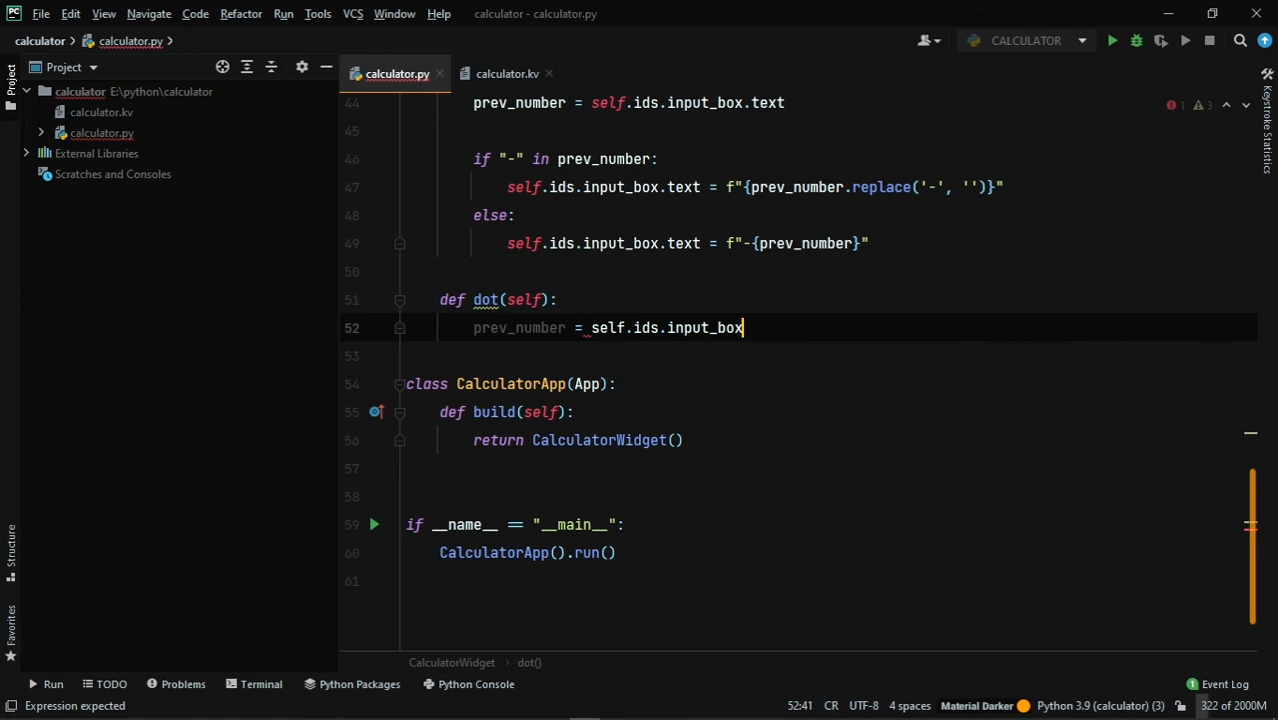 File Edit View Navigate Code Refactor Run Tools VCS Window Help calculator - calculator.py
calculator calculator.py CALCULATOR
Project
calculator.py calculator.kv
calculator E:\python\calculator
calculator.kv
calculator.py
External Libraries
Scratches and Consoles
Project
Structure
Favorites
Keystroke Statistics
1 3
44 prev_number = self.ids.input_box.text
45
46 if "-" in prev_number:
47 self.ids.input_box.text = f"{prev_number.replace('-', '')}"
48 else:
49 self.ids.input_box.text = f"-{prev_number}"
50
51 def dot(self):
52 prev_number = self.ids.input_box
53
54 class CalculatorApp(App):
55 def build(self):
56 return CalculatorWidget()
57
58
59 if __name__ == "__main__":
60 CalculatorApp().run()
61
CalculatorWidget dot()
Run TODO Problems Terminal Python Packages Python Console 1 Event Log
Expression expected 52:41 CR UTF-8 4 spaces Material Darker Python 3.9 (calculator) (3) 322 of 2000M